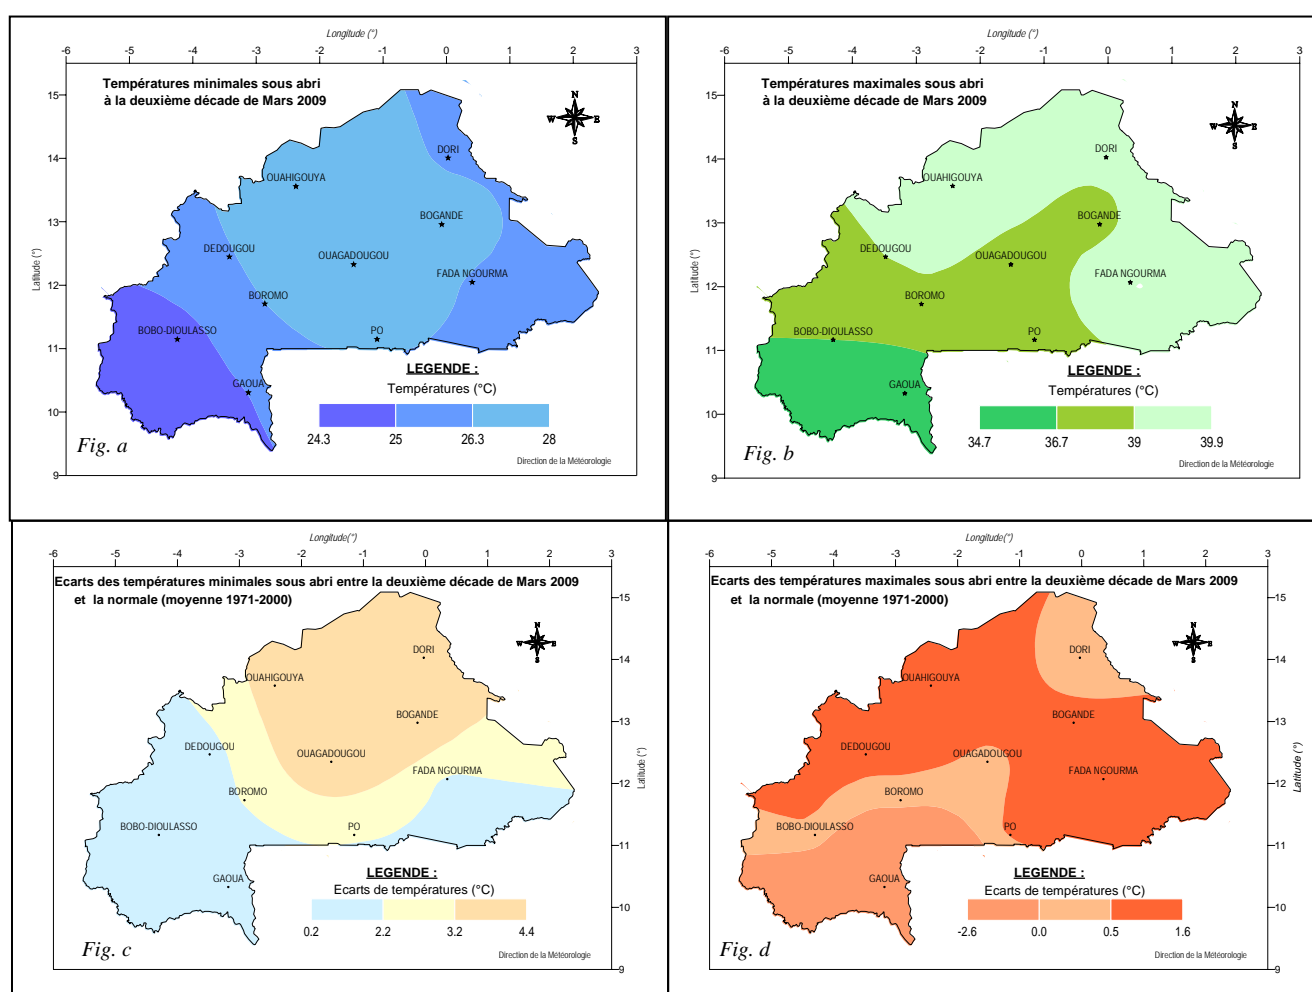 Longitude (°)
-6 -5 -4 -3 -2 -1 0 1 2 3
Températures minimales sous abri
à la deuxième décade de Mars 2009
N
W E
S
15
14
13
12
11
10
9
Latitude (°)
DORI
OUAHIGOUYA
BOGANDE
DEDOUGOU
OUAGADOUGOU
FADA NGOURMA
BOROMO
BOBO-DIOULASSO
PO
GAOUA
LEGENDE :
Températures (°C)
24.3 25 26.3 28
Fig. a
Direction de la Météorologie
Longitude (°)
-6 -5 -4 -3 -2 -1 0 1 2 3
Températures maximales sous abri
à la deuxième décade de Mars 2009
N
W E
S
15
14
13
12
11
10
9
Latitude (°)
DORI
OUAHIGOUYA
BOGANDE
DEDOUGOU
OUAGADOUGOU
FADA NGOURMA
BOROMO
BOBO-DIOULASSO
PO
GAOUA
LEGENDE :
Températures (°C)
34.7 36.7 39 39.9
Fig. b
Direction de la Météorologie
Longitude(°)
-6 -5 -4 -3 -2 -1 0 1 2 3
Ecarts des températures minimales sous abri entre la deuxième décade de Mars 2009
et la normale (moyenne 1971-2000)
N
W E
S
15
14
13
12
11
10
9
Latitude (°)
DORI
OUAHIGOUYA
BOGANDE
DEDOUGOU
OUAGADOUGOU
FADA NGOURMA
BOROMO
BOBO-DIOULASSO
PO
GAOUA
LEGENDE :
Ecarts de températures (°C)
0.2 2.2 3.2 4.4
Fig. c
Direction de la Météorologie
Longitude(°)
-6 -5 -4 -3 -2 -1 0 1 2 3
Ecarts des températures maximales sous abri entre la deuxième décade de Mars 2009
et la normale (moyenne 1971-2000)
N
W E
S
15
14
13
12
11
10
9
Latitude (°)
DORI
OUAHIGOUYA
BOGANDE
DEDOUGOU
OUAGADOUGOU
FADA NGOURMA
BOROMO
BOBO-DIOULASSO
PO
GAOUA
LEGENDE :
Ecarts de températures (°C)
-2.6 0.0 0.5 1.6
Fig. d
Direction de la Météorologie